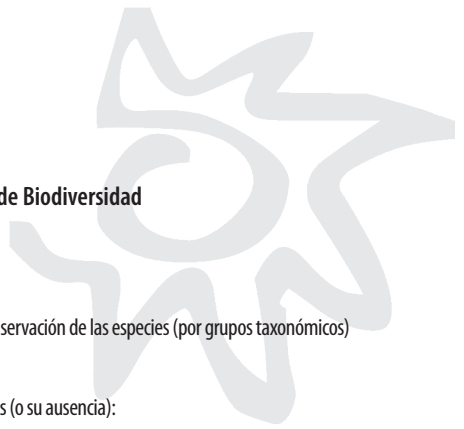 de Biodiversidad
servación de las especies (por grupos taxonómicos)
s (o su ausencia):